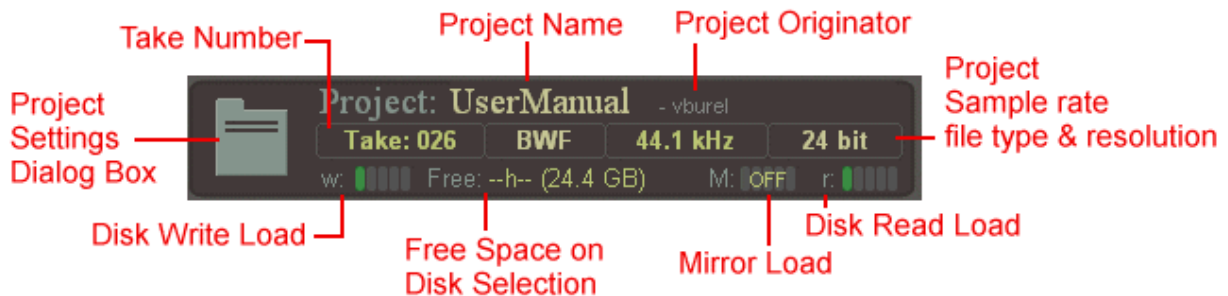 Project Name
Project Originator
Take Number
Project
Settings
Dialog Box
Project: UserManual - vburel
Take: 026 BWF 44.1 kHz 24 bit
w: Free: --h-- (24.4 GB) M: OFF r:
Project
Sample rate
file type & resolution
Disk Write Load
Free Space on
Disk Selection
Mirror Load
Disk Read Load